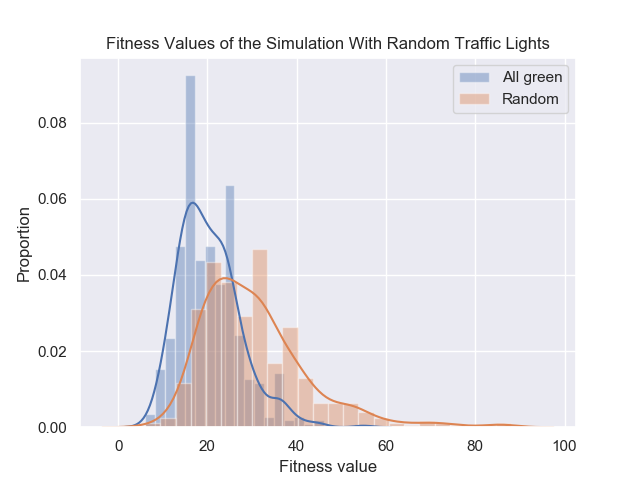 Fitness Values of the Simulation With Random Traffic Lights
All green
Random
Proportion
0.08
0.06
0.04
0.02
0.00
0 20 40 60 80 100
Fitness value